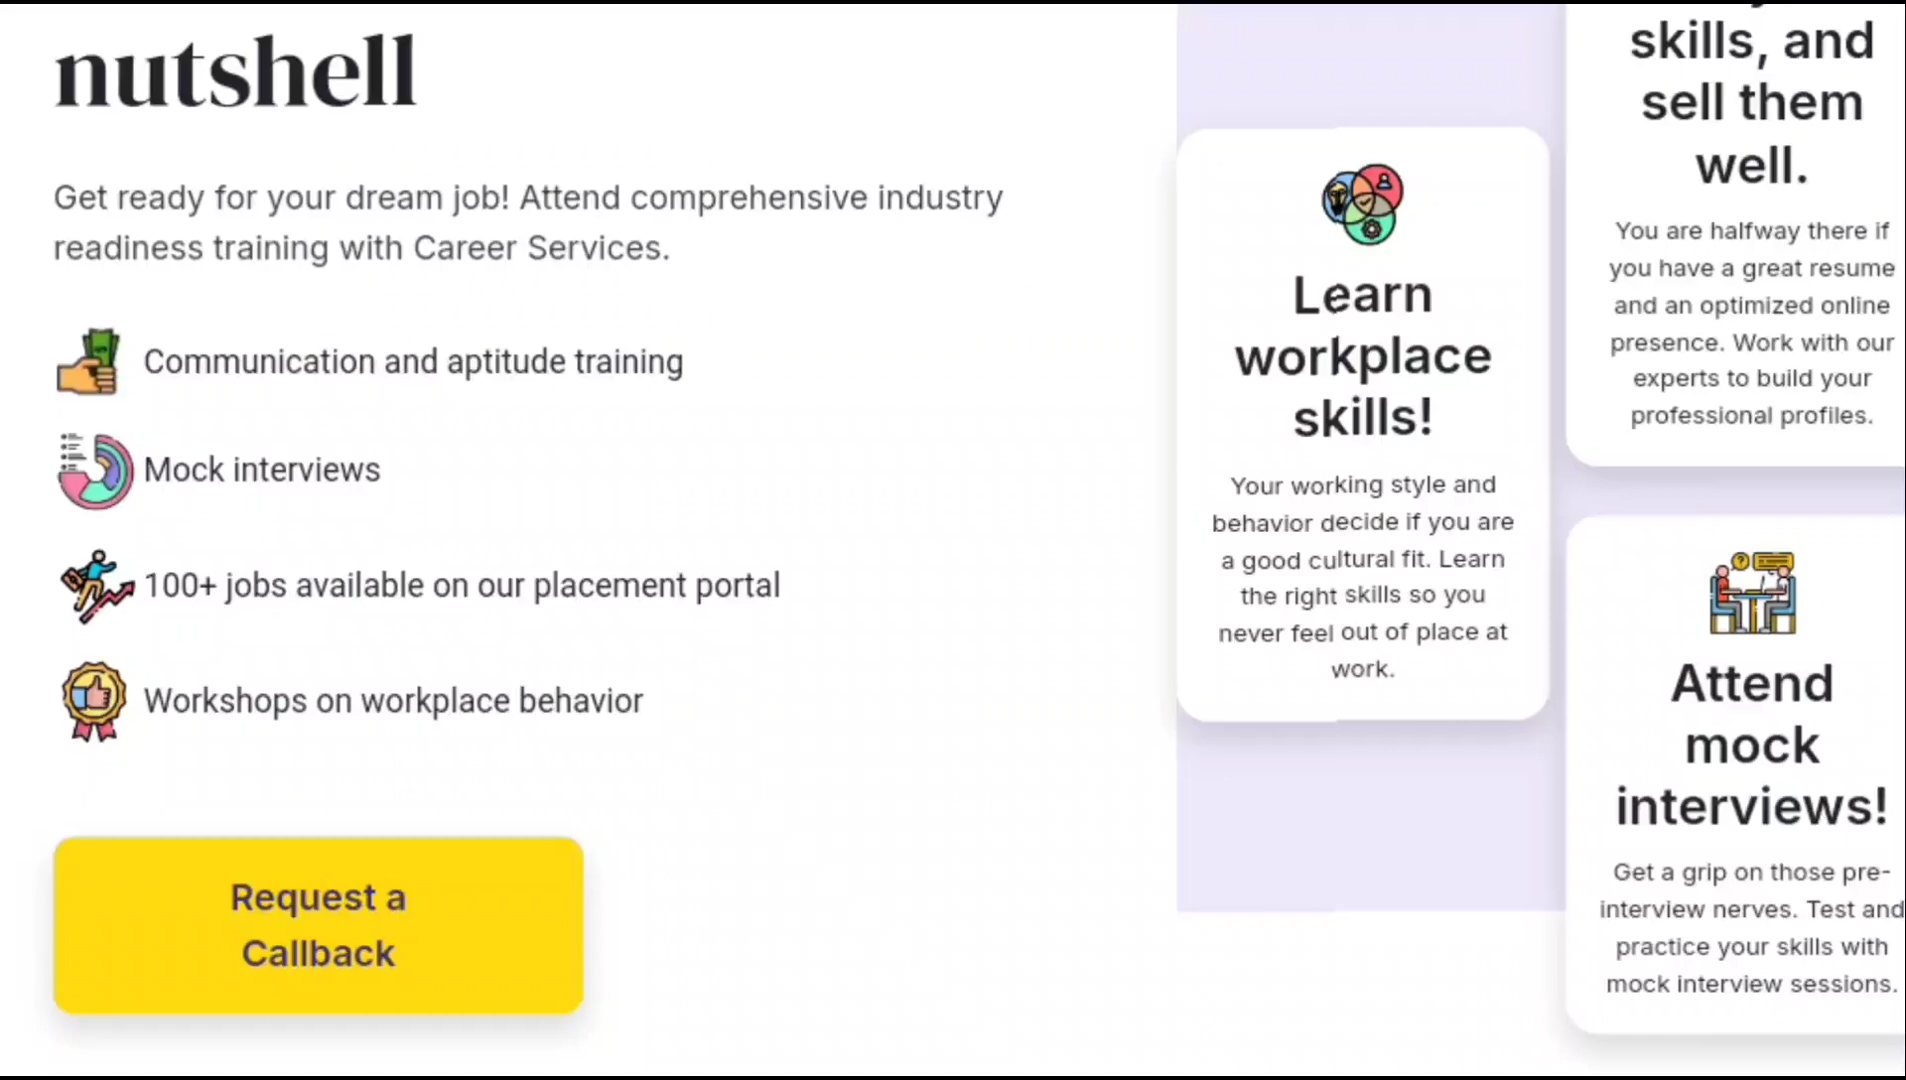 nutshell
Get ready for your dream job! Attend comprehensive industry
readiness training with Career Services.
Communication and aptitude training
Mock interviews
100+ jobs available on our placement portal
Workshops on workplace behavior
Request a
Callback
Learn
workplace
skills!
Your working style and
behavior decide if you are
a good cultural fit. Learn
the right skills so you
never feel out of place at
work.
skills, and
sell them
well.
You are halfway there if
you have a great resume
and an optimized online
presence. Work with our
experts to build your
professional profiles.
Attend
mock
interviews!
Get a grip on those pre-
interview nerves. Test and
practice your skills with
mock interview sessions.